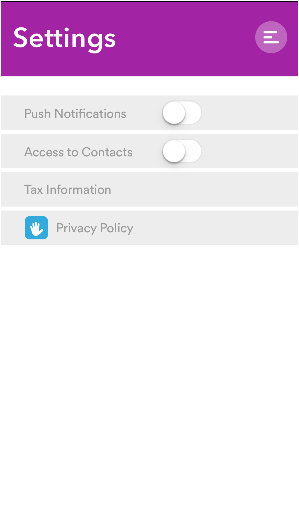 Settings
Push Notifications
Access to Contacts
Tax Information
Privacy Policy